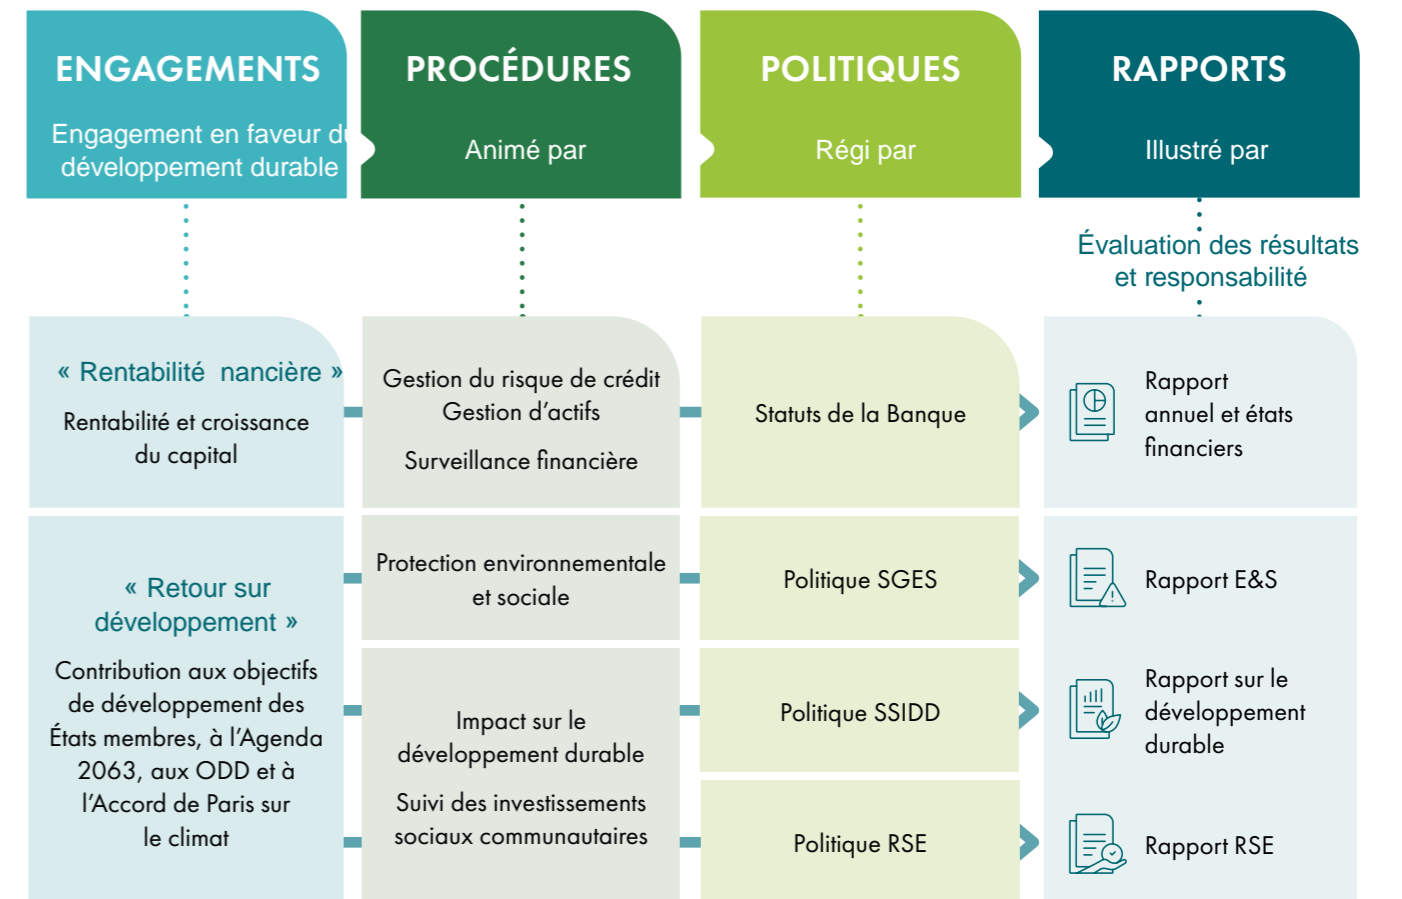 ENGAGEMENTS
Engagement en faveur du
développement durable
PROCÉDURES
Animé par
POLITIQUES
Régi par
RAPPORTS
Illustré par
Évaluation des résultats
et responsabilité
« Rentabilité  nancière »
Rentabilité et croissance
du capital
Gestion du risque de crédit
Gestion d’actifs
Surveillance financière
Statuts de la Banque
Rapport
annuel et états
financiers
« Retour sur
développement »
Contribution aux objectifs
de développement des
États membres, à l’Agenda
2063, aux ODD et à
l’Accord de Paris sur
le climat
Protection environnementale
et sociale
Politique SGES
Rapport E&S
Impact sur le
développement durable
Suivi des investissements
sociaux communautaires
Politique SSIDD
Rapport sur le
développement
durable
Politique RSE
Rapport RSE